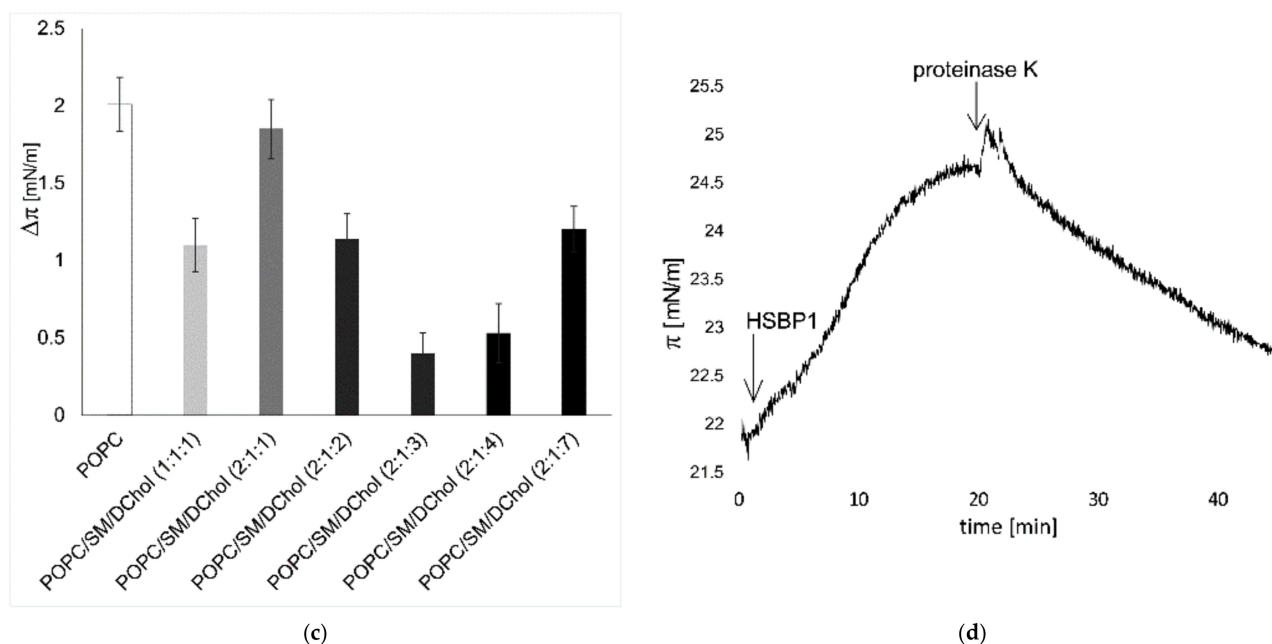 2.5
2
1.5
1
0.5
0
Δπ [mN/m]
POPC
POPC/SM/DChol (1:1:1)
POPC/SM/DChol (2:1:1)
POPC/SM/DChol (2:1:2)
POPC/SM/DChol (2:1:3)
POPC/SM/DChol (2:1:4)
POPC/SM/DChol (2:1:7)
(c)
proteinase K
25.5
25
24.5
24
23.5
23
22.5
22
21.5
π [mN/m]
HSBP1
0 10 20 30 40
time [min]
(d)